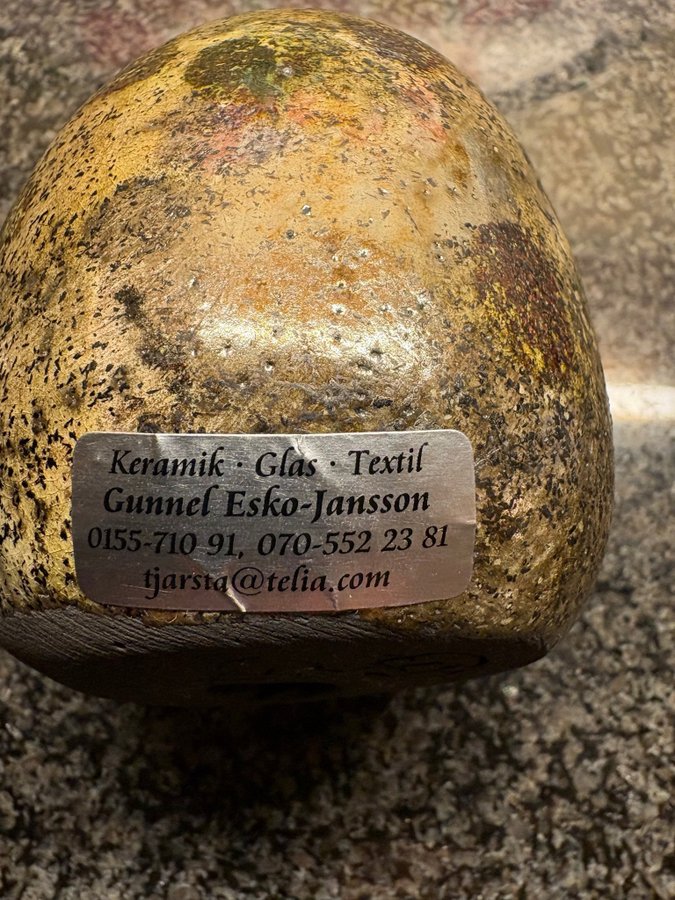 Keramik · Glas · Textil
Gunnel Esko-Jansson
0155-710 91, 070-552 23 81
tjarsta@telia.com